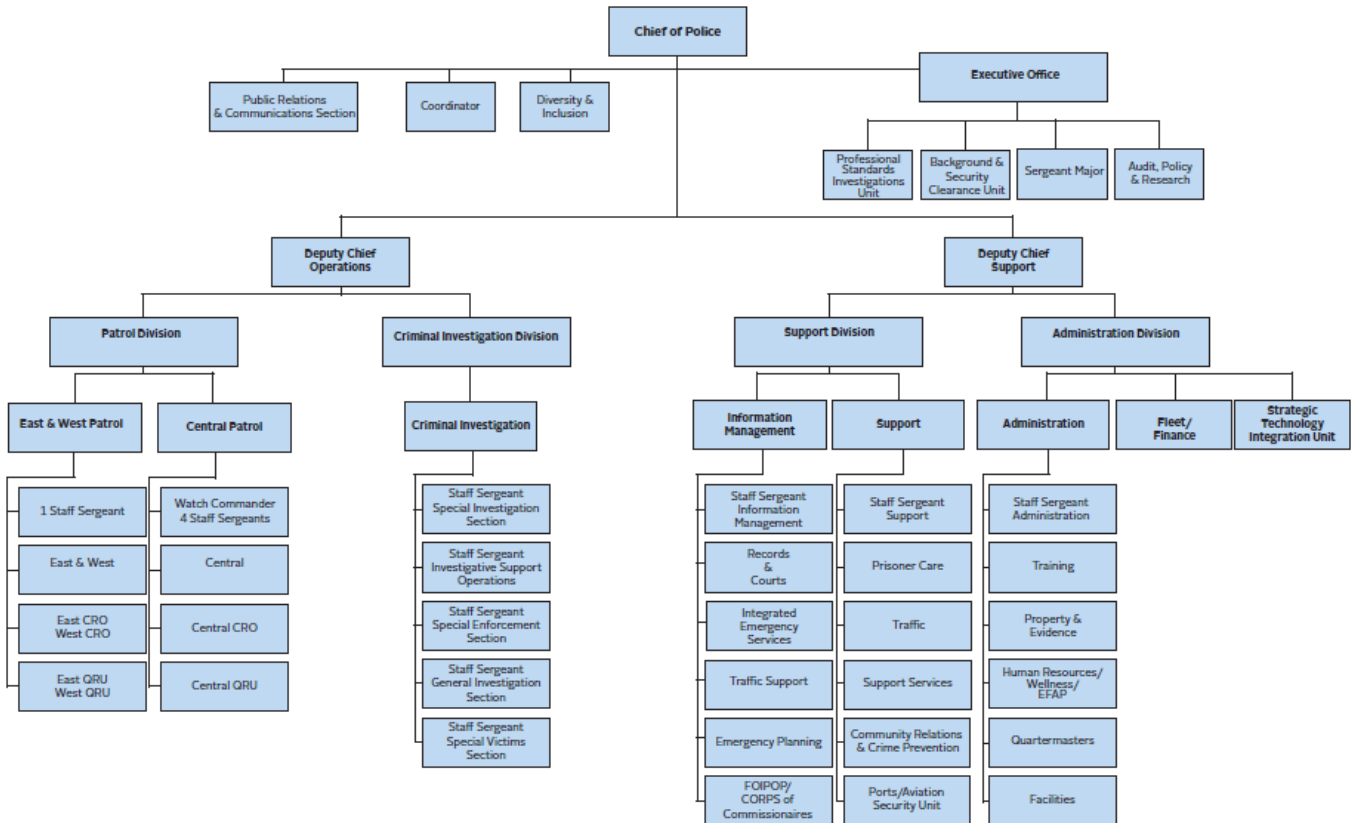 Chief of Police
Executive Office
Public Relations
& Communications Section
Coordinator
Diversity &
Inclusion
Professional
Standards
Investigations
Unit
Background &
Security
Clearance Unit
Sergeant Major
Audit, Policy
& Research
Deputy Chief
Operations
Deputy Chief
Support
Patrol Division
Criminal Investigation Division
Support Division
Administration Division
East & West Patrol
Central Patrol
Criminal Investigation
Information
Management
Support
Administration
Fleet/
Finance
Strategic
Technology
Integration Unit
1 Staff Sergeant
East & West
East CRO
West CRO
East QRU
West QRU
Watch Commander
4 Staff Sergeants
Central
Central CRO
Central QRU
Staff Sergeant
Special Investigation
Section
Staff Sergeant
Investigative Support
Operations
Staff Sergeant
Special Enforcement
Section
Staff Sergeant
General Investigation
Section
Staff Sergeant
Special Victims
Section
Staff Sergeant
Information
Management
Records
&
Courts
Integrated
Emergency
Services
Traffic Support
Emergency Planning
FOIPOP/
CORPS of
Commissionaires
Staff Sergeant
Support
Prisoner Care
Traffic
Support Services
Community Relations
& Crime Prevention
Ports/Aviation
Security Unit
Staff Sergeant
Administration
Training
Property &
Evidence
Human Resources/
Wellness/
EFAP
Quartermasters
Facilities